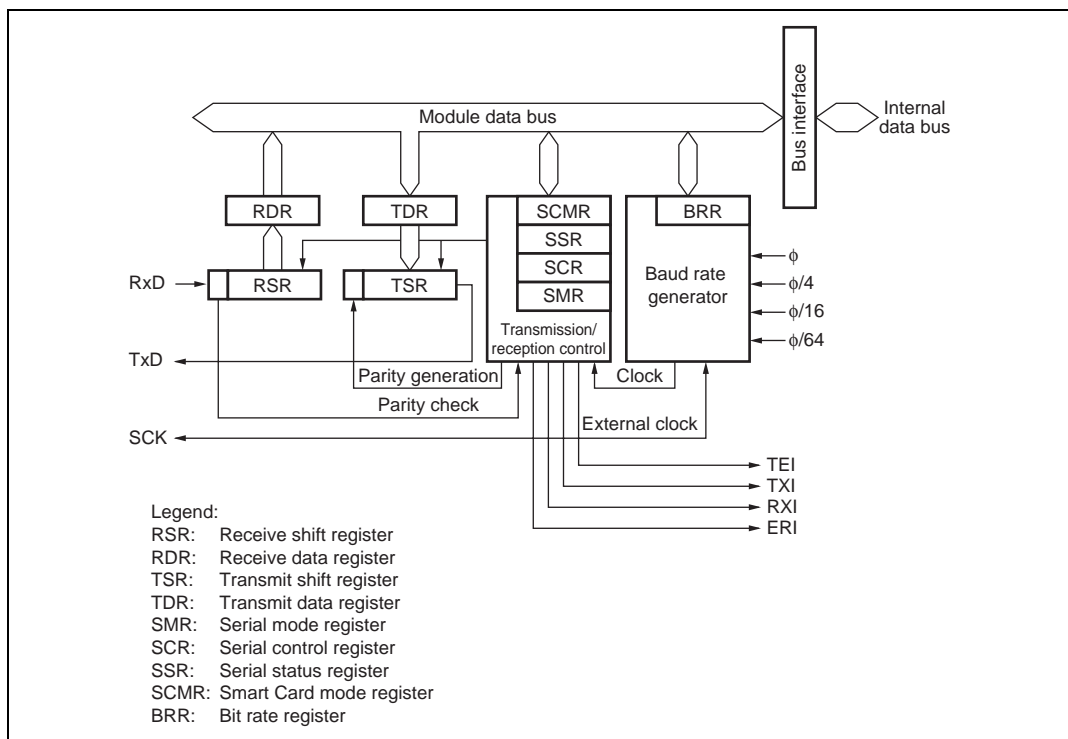 Bus interface
Module data bus
Internal
data bus
RDR
TDR
SCMR
BRR
SSR
SCR
SMR
RxD
RSR
TSR
Baud rate
generator
ϕ
ϕ/4
ϕ/16
ϕ/64
Transmission/
reception control
TxD
Parity generation
Clock
Parity check
External clock
SCK
TEI
TXI
RXI
ERI
Legend:
RSR: Receive shift register
RDR: Receive data register
TSR: Transmit shift register
TDR: Transmit data register
SMR: Serial mode register
SCR: Serial control register
SSR: Serial status register
SCMR: Smart Card mode register
BRR: Bit rate register